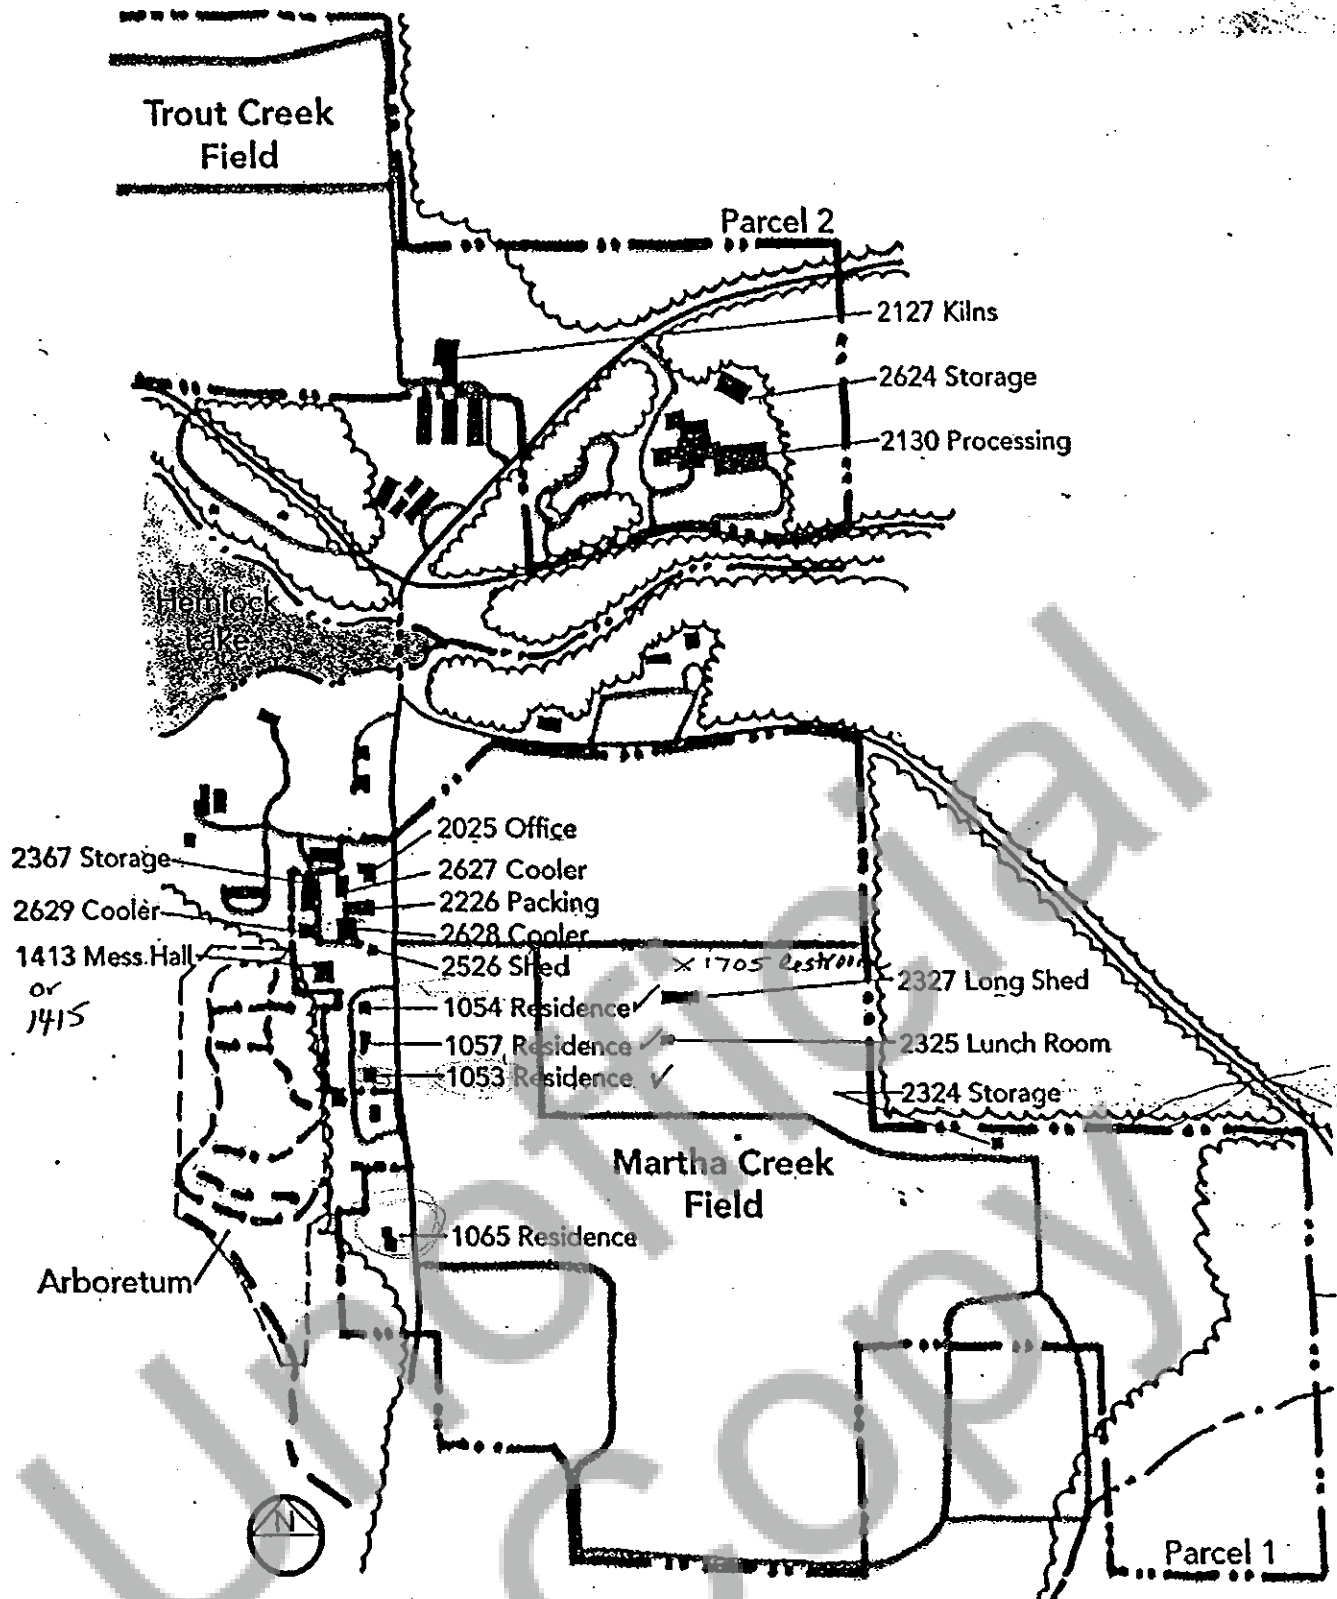 Trout Creek
Field
Parcel 2
2127 Kilns
2624 Storage
2130 Processing
Hemlock
Lake
2025 Office
2367 Storage
2627 Cooler
2629 Cooler
2226 Packing
2628 Cooler
1413 Mess Hall
or
1415
2526 Shed
X 1705 Restroom
2327 Long Shed
1054 Residence ✓
1057 Residence ✓
2325 Lunch Room
1053 Residence ✓
2324 Storage
Martha Creek
Field
1065 Residence
Arboretum
N
Parcel 1
Unofficial
Copy